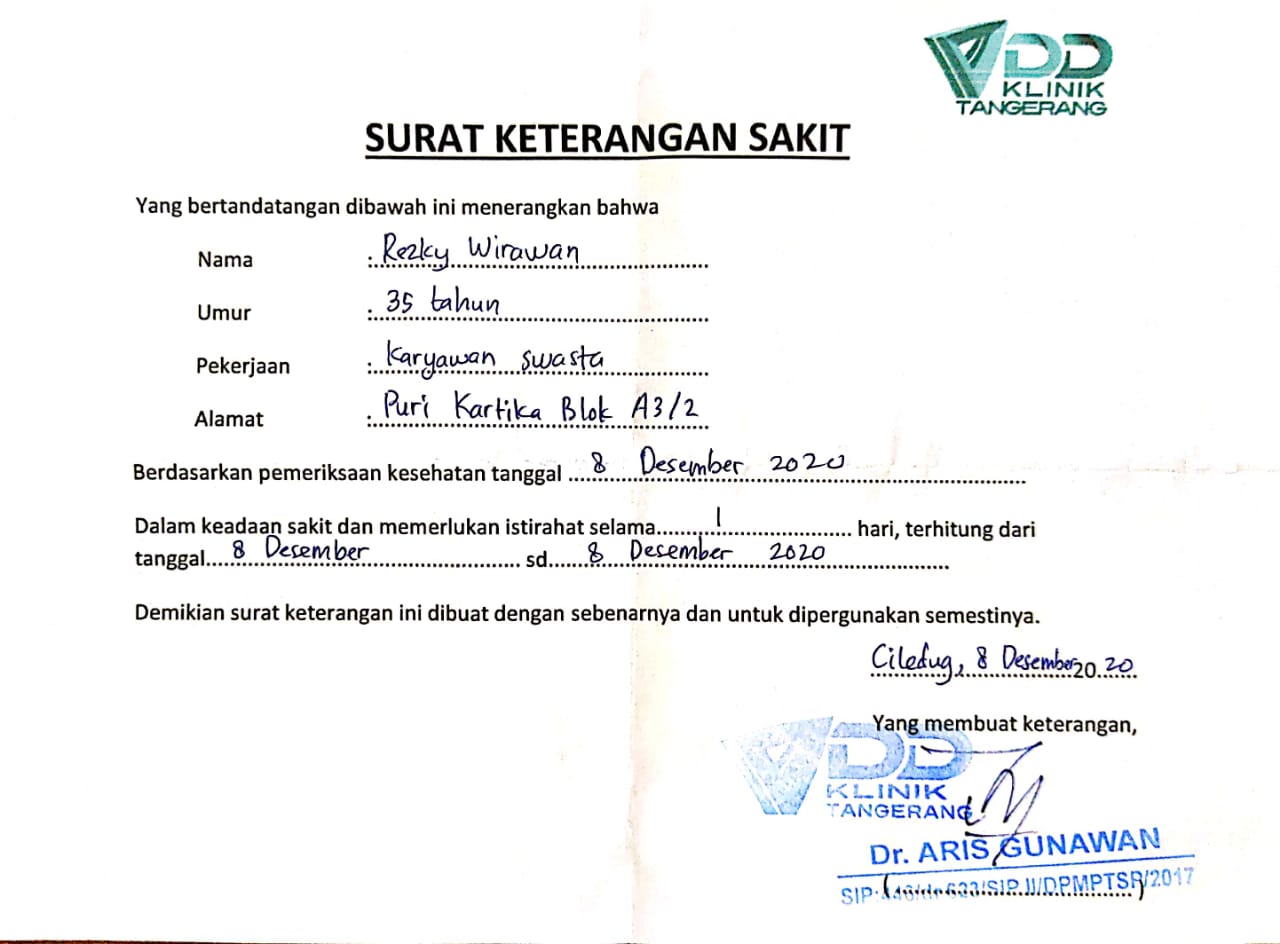 DD
KLINIK
TANGERANG
SURAT KETERANGAN SAKIT
Yang bertandatangan dibawah ini menerangkan bahwa
Nama : Rezky Wirawan
Umur : 35 tahun
Pekerjaan : Karyawan swasta
Alamat : Puri Kartika Blok A3/2
Berdasarkan pemeriksaan kesehatan tanggal 8 Desember 2020
Dalam keadaan sakit dan memerlukan istirahat selama 1 hari, terhitung dari
tanggal 8 Desember sd 8 Desember 2020
Demikian surat keterangan ini dibuat dengan sebenarnya dan untuk dipergunakan semestinya.
Ciledug, 8 Desember 20 20
Yang membuat keterangan,
DD
KLINIK
TANGERANG
Dr. ARIS GUNAWAN
SIP: /SIP.II/DPMPTSP/2017